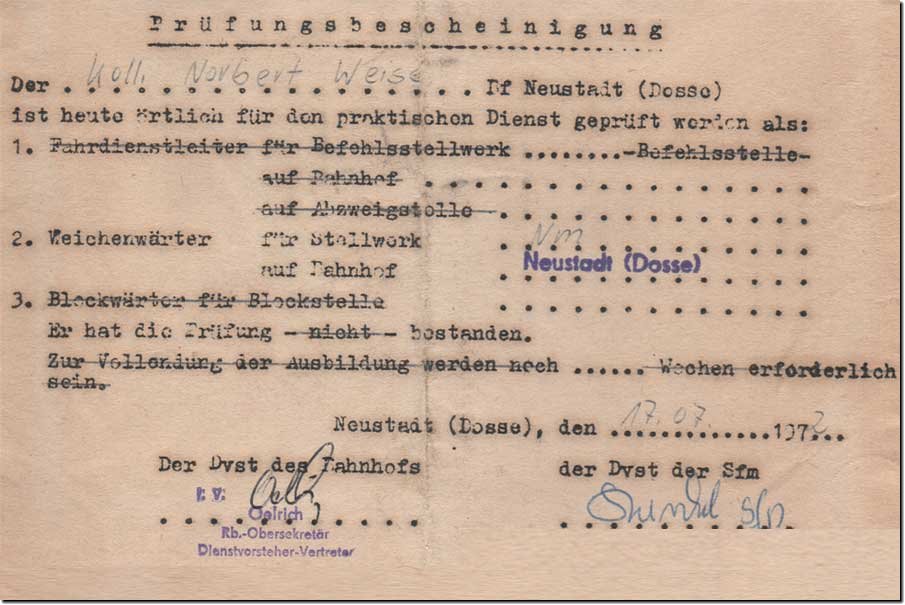 Prüfungsbescheinigung
Der Koll. Norbert Weise Bf Neustadt (Dosse)
ist heute örtlich für den praktischen Dienst geprüft worden als:
1. Fahrdienstleiter für Befehlsstellwerk ........-Befehlsstelle-
auf Bahnhof ..................
auf Abzweigstelle ................
2. Weichenwärter für Stellwerk Nm
auf Bahnhof Neustadt (Dosse)
3. Blockwärter für Blockstelle ................
Er hat die Prüfung - nicht - bestanden.
Zur Vollendung der Ausbildung werden noch ...... Wochen erforderlich
sein.
Neustadt (Dosse), den 17.07. 1972
Der Dvst des Bahnhofs der Dvst der Sfm
I. V.
Oelrich
Rb.-Obersekretär
Dienstvorsteher-Vertreter